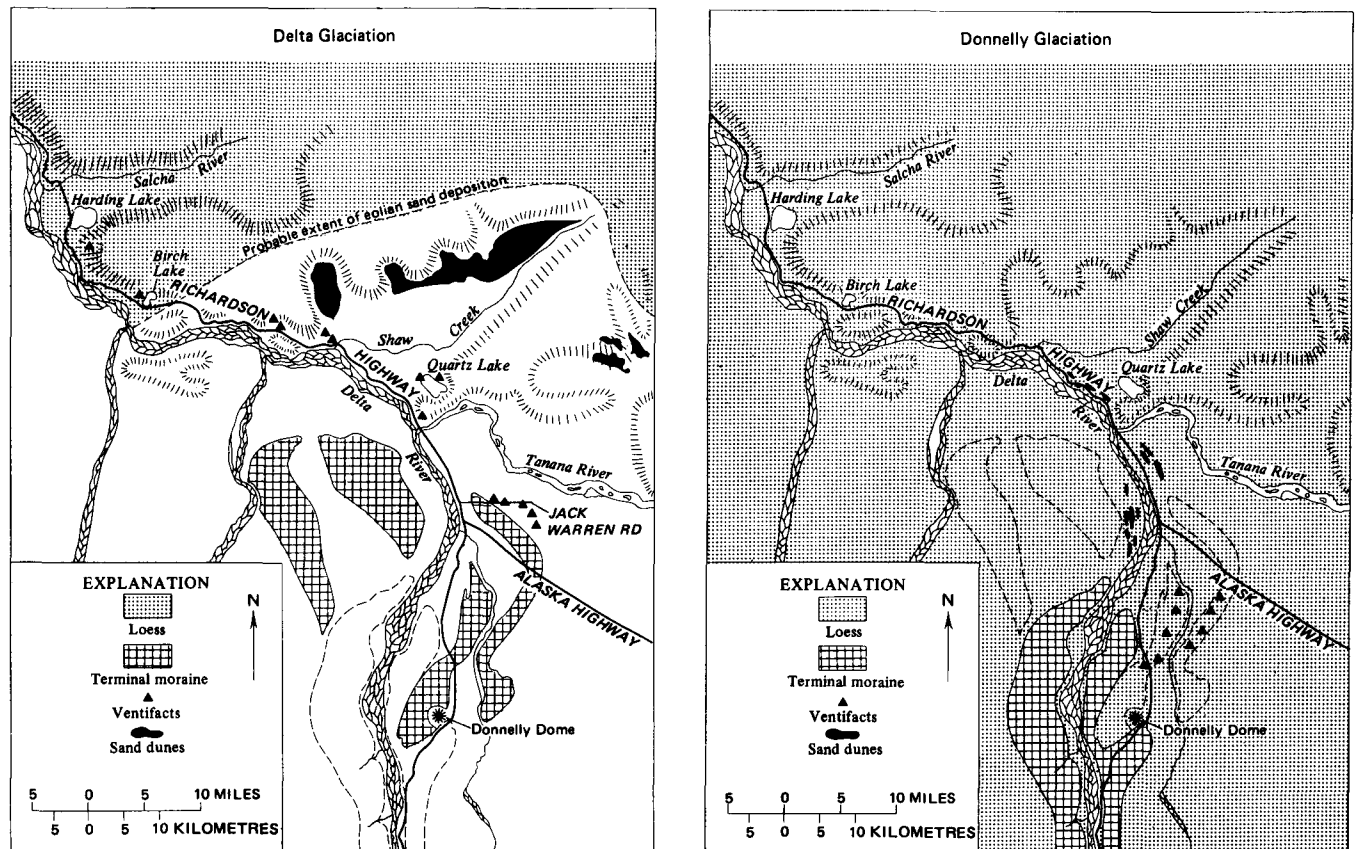 Delta Glaciation
Salcha River
Harding Lake
Probable extent of eolian sand deposition
Birch
Lake
RICHARDSON
Shaw Creek
HIGHWAY
Quartz Lake
Delta River
Tanana River
JACK
WARREN RD
ALASKA HIGHWAY
EXPLANATION
Loess
Terminal moraine
Ventifacts
Sand dunes
N
Donnelly Dome
5 0 5 10 MILES
5 0 5 10 KILOMETRES
Donnelly Glaciation
Salcha River
Harding Lake
Birch Lake
RICHARDSON
Shaw Creek
HIGHWAY
Quartz Lake
Delta River
Tanana River
ALASKA HIGHWAY
EXPLANATION
Loess
Terminal moraine
Ventifacts
Sand dunes
N
Donnelly Dome
5 0 5 10 MILES
5 0 5 10 KILOMETRES